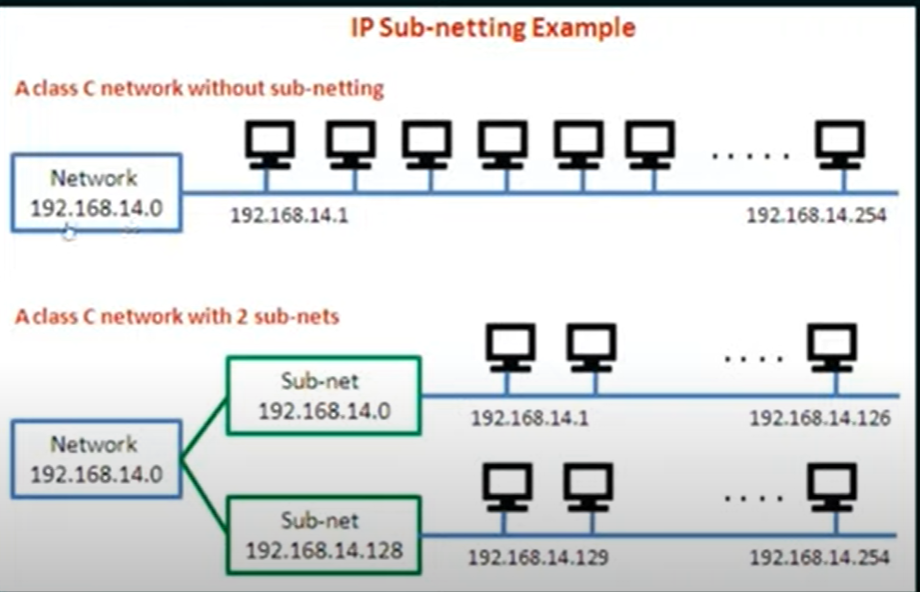 IP Sub-netting Example
A class C network without sub-netting
Network
192.168.14.0
192.168.14.1
192.168.14.254
A class C network with 2 sub-nets
Sub-net
192.168.14.0
192.168.14.1
192.168.14.126
Network
192.168.14.0
Sub-net
192.168.14.128
192.168.14.129
192.168.14.254